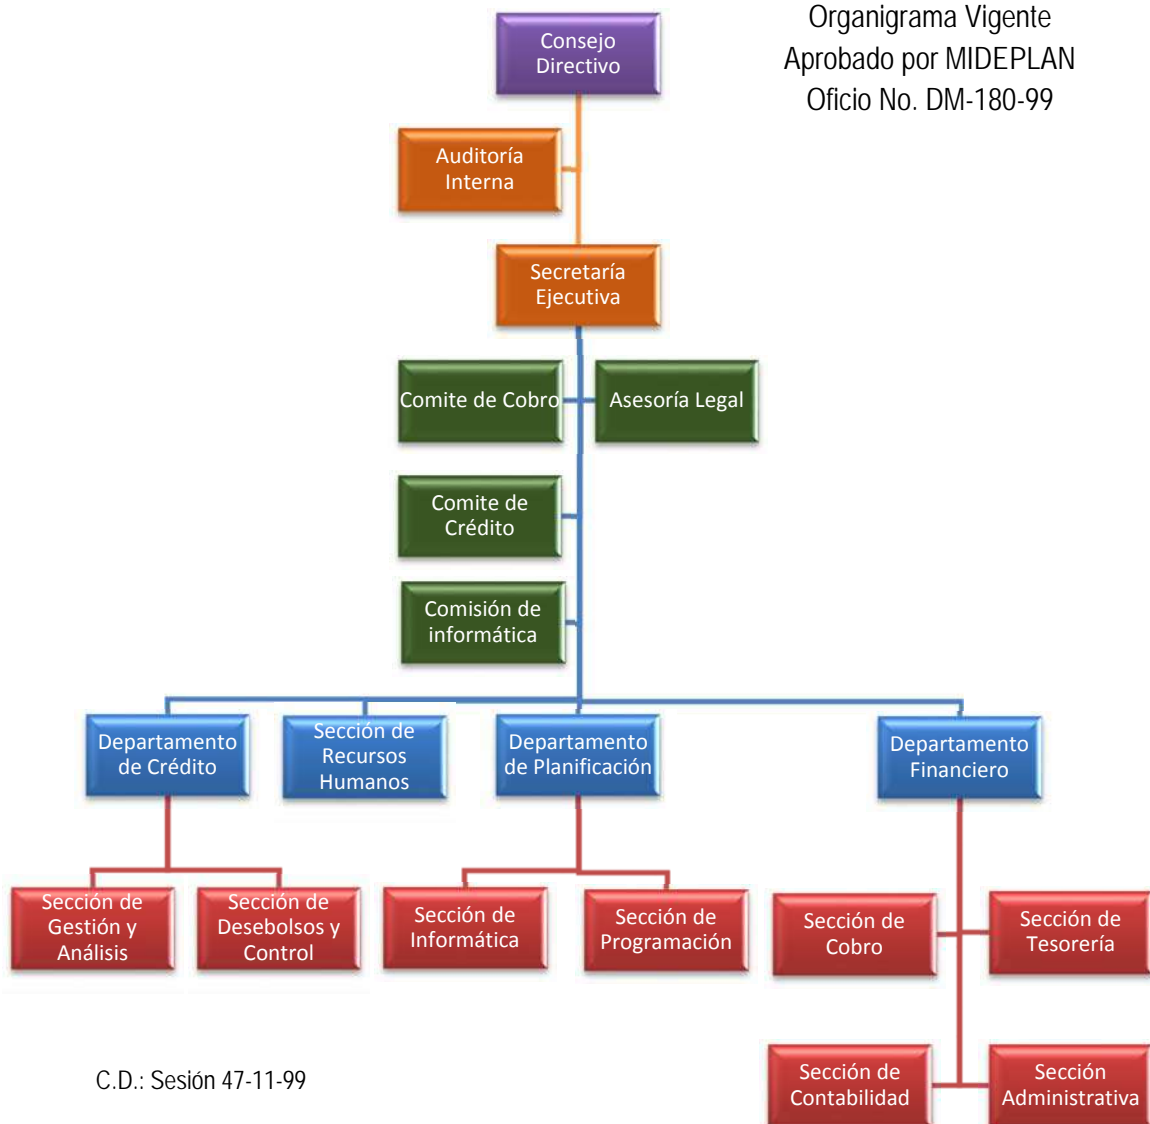 Organigrama Vigente
Aprobado por MIDEPLAN
Oficio No. DM-180-99
Consejo
Directivo
Auditoría
Interna
Secretaría
Ejecutiva
Comite de Cobro
Asesoría Legal
Comite de
Crédito
Comisión de
informática
Departamento
de Crédito
Sección de
Recursos
Humanos
Departamento
de Planificación
Departamento
Financiero
Sección de
Gestión y
Análisis
Sección de
Desebolsos y
Control
Sección de
Informática
Sección de
Programación
Sección de
Cobro
Sección de
Tesorería
Sección de
Contabilidad
Sección
Administrativa
C.D.: Sesión 47-11-99